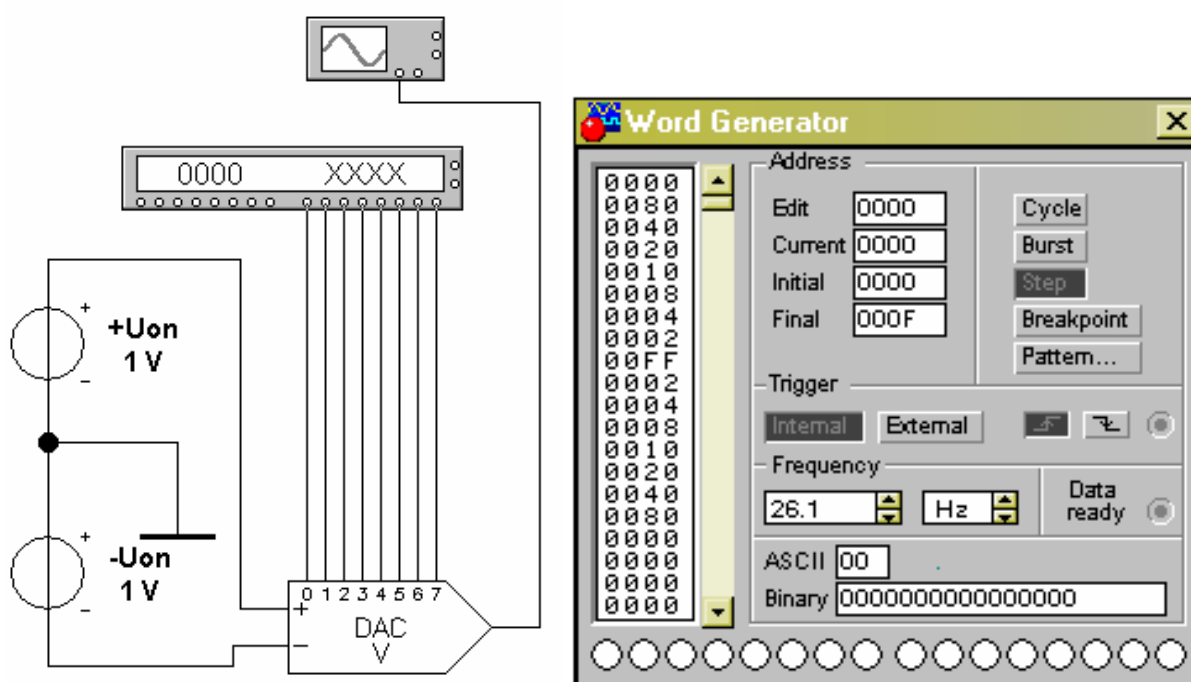 0000 XXXX
+Uon
1 V
-Uon
1 V
0 1 2 3 4 5 6 7
+
DAC
V
−
Word Generator
0000
0080
0040
0020
0010
0008
0004
0002
00FF
0002
0004
0008
0010
0020
0040
0080
0000
0000
0000
0000
Address
Edit 0000
Current 0000
Initial 0000
Final 000F
Cycle
Burst
Step
Breakpoint
Pattern...
Trigger
Internal External
Frequency
26.1 Hz
Data
ready
ASCII 00
Binary 0000000000000000